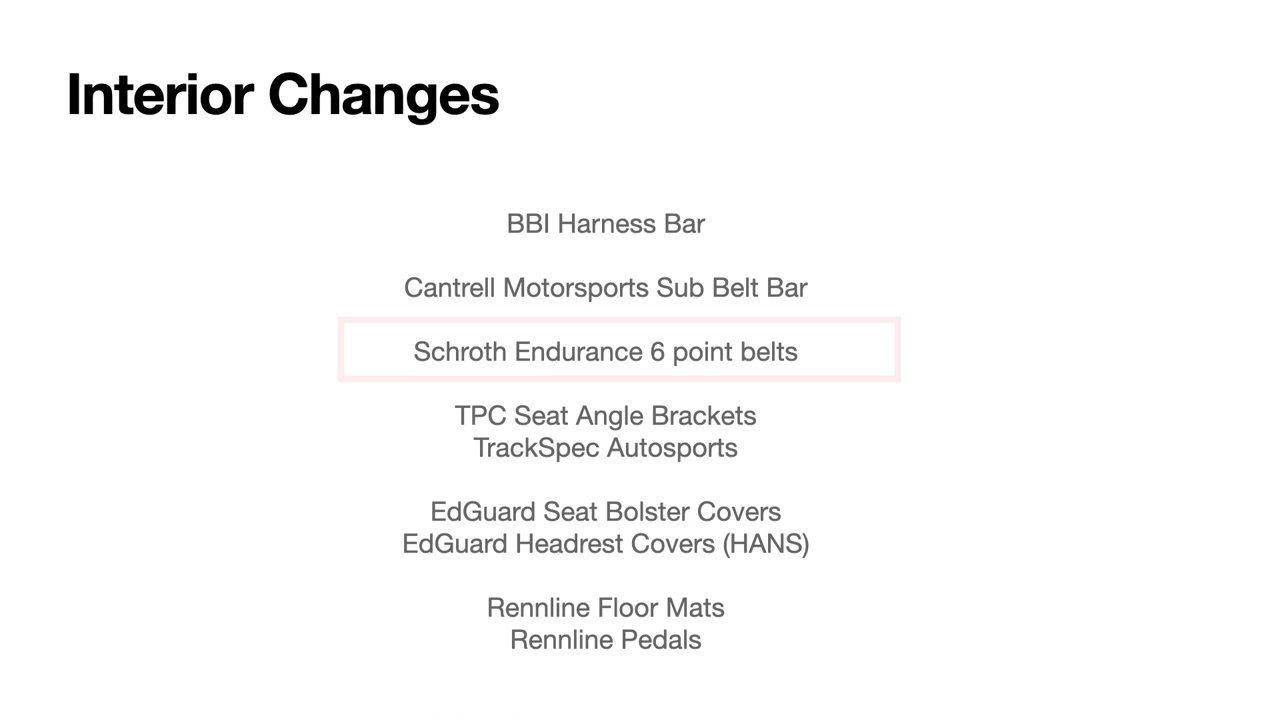 Interior Changes
BBI Harness Bar
Cantrell Motorsports Sub Belt Bar
Schroth Endurance 6 point belts
TPC Seat Angle Brackets
TrackSpec Autosports
EdGuard Seat Bolster Covers
EdGuard Headrest Covers (HANS)
Rennline Floor Mats
Rennline Pedals